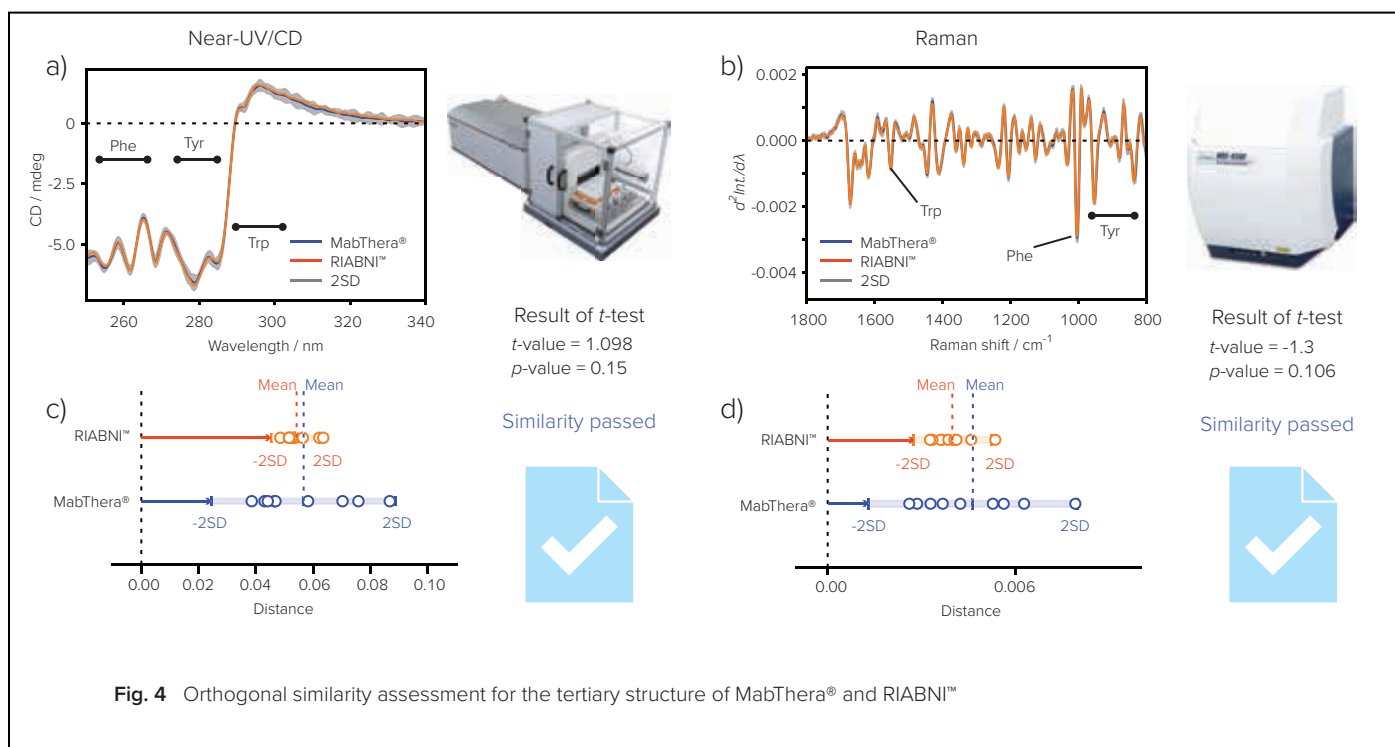 Near-UV/CD
Raman
a)
0
-2.5
-5.0
CD / mdeg
Phe
Tyr
Trp
MabThera®
RIABNI™
2SD
260
280
300
320
340
Wavelength / nm
Result of t-test
t-value = 1.098
p-value = 0.15
Similarity passed
b)
0.002
0.000
-0.002
-0.004
d²Int./dλ
Trp
Phe
Tyr
MabThera®
RIABNI™
2SD
1800
1600
1400
1200
1000
800
Raman shift / cm⁻¹
Result of t-test
t-value = -1.3
p-value = 0.106
Similarity passed
c)
Mean
Mean
RIABNI™
-2SD
2SD
MabThera®
-2SD
2SD
0.00
0.02
0.04
0.06
0.08
0.10
Distance
d)
Mean
Mean
RIABNI™
-2SD
2SD
MabThera®
-2SD
2SD
0.00
0.006
Distance
Fig. 4 Orthogonal similarity assessment for the tertiary structure of MabThera® and RIABNI™